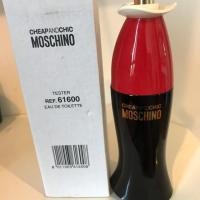 CHEAPANDCHIC
MOSCHINO
TESTER
REF.61600
EAU DE TOILETTE
CHEAPANDCHIC
MOSCHINO